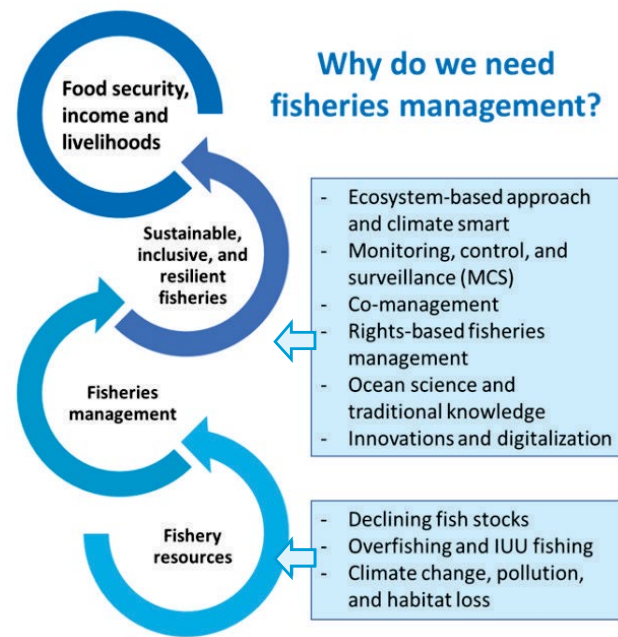 Why do we need
fisheries management?
Food security,
income and
livelihoods
Sustainable,
inclusive, and
resilient fisheries
Fisheries
management
Fishery
resources
- Ecosystem-based approach
and climate smart
- Monitoring, control, and
surveillance (MCS)
- Co-management
- Rights-based fisheries
management
- Ocean science and
traditional knowledge
- Innovations and digitalization
- Declining fish stocks
- Overfishing and IUU fishing
- Climate change, pollution,
and habitat loss